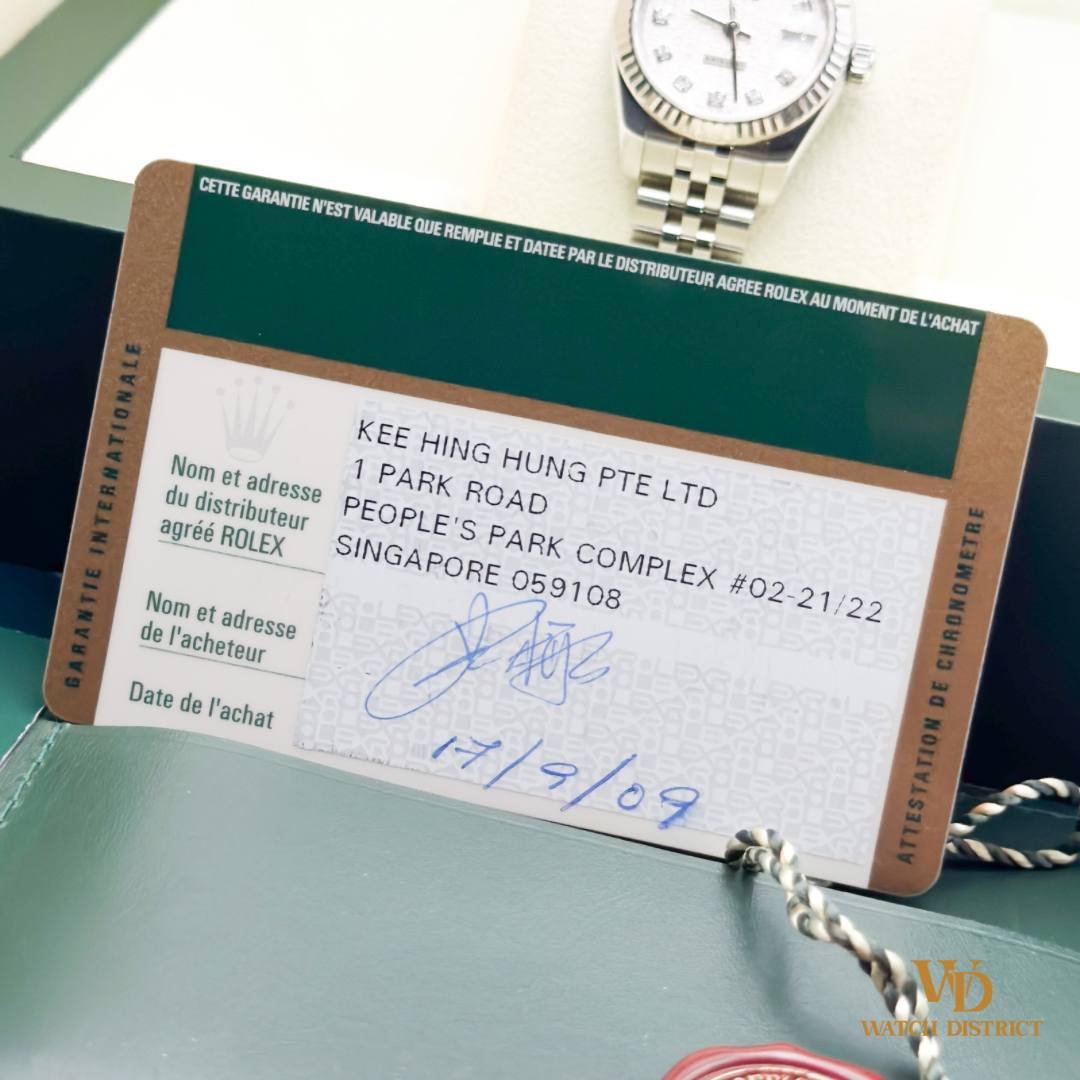 CETTE GARANTIE N'EST VALABLE QUE REMPLIE ET DATEE PAR LE DISTRIBUTEUR AGREE ROLEX AU MOMENT DE L'ACHAT
GARANTIE INTERNATIONALE
Nom et adresse
du distributeur
agréé ROLEX
KEE HING HUNG PTE LTD
1 PARK ROAD
PEOPLE'S PARK COMPLEX #02-21/22
SINGAPORE 059108
Nom et adresse
de l'acheteur
Date de l'achat
17/9/09
ATTESTATION DE CHRONOMETRE
WD
WATCH DISTRICT